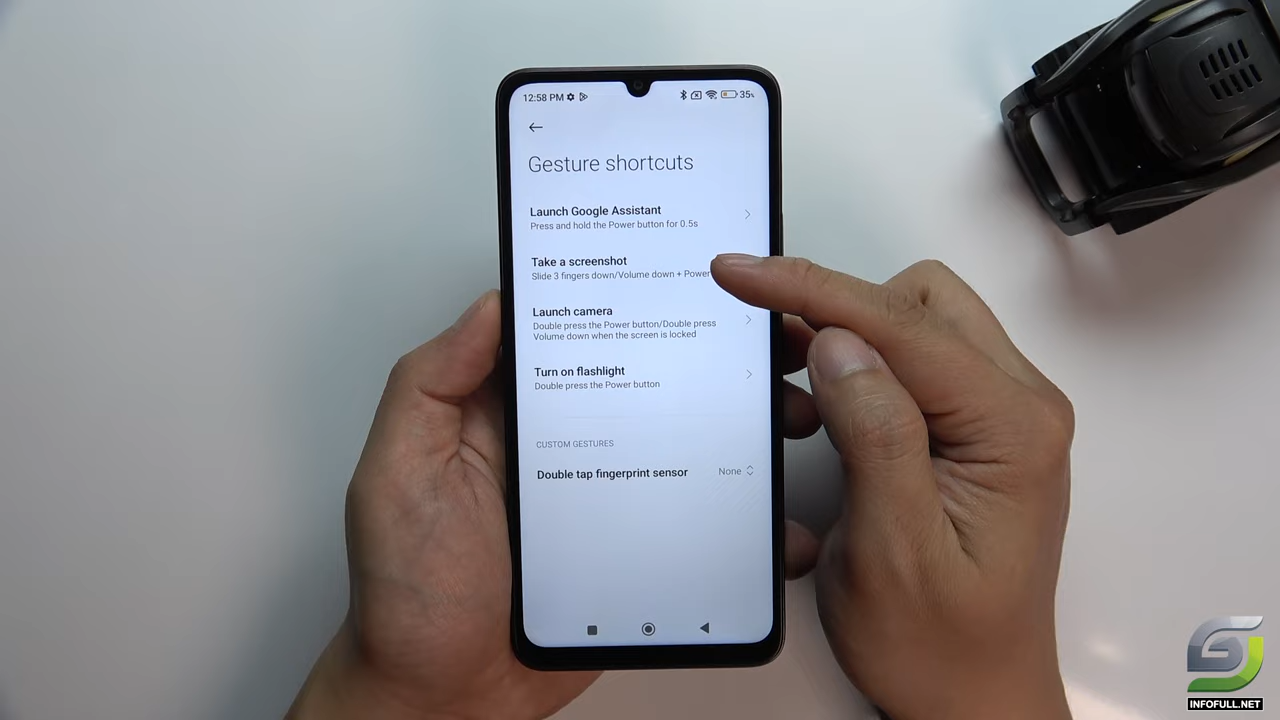 12:58 PM 35%
Gesture shortcuts
Launch Google Assistant
Press and hold the Power button for 0.5s
Take a screenshot
Slide 3 fingers down/Volume down + Power
Launch camera
Double press the Power button/Double press
Volume down when the screen is locked
Turn on flashlight
Double press the Power button
CUSTOM GESTURES
Double tap fingerprint sensor None
INFOFULL.NET